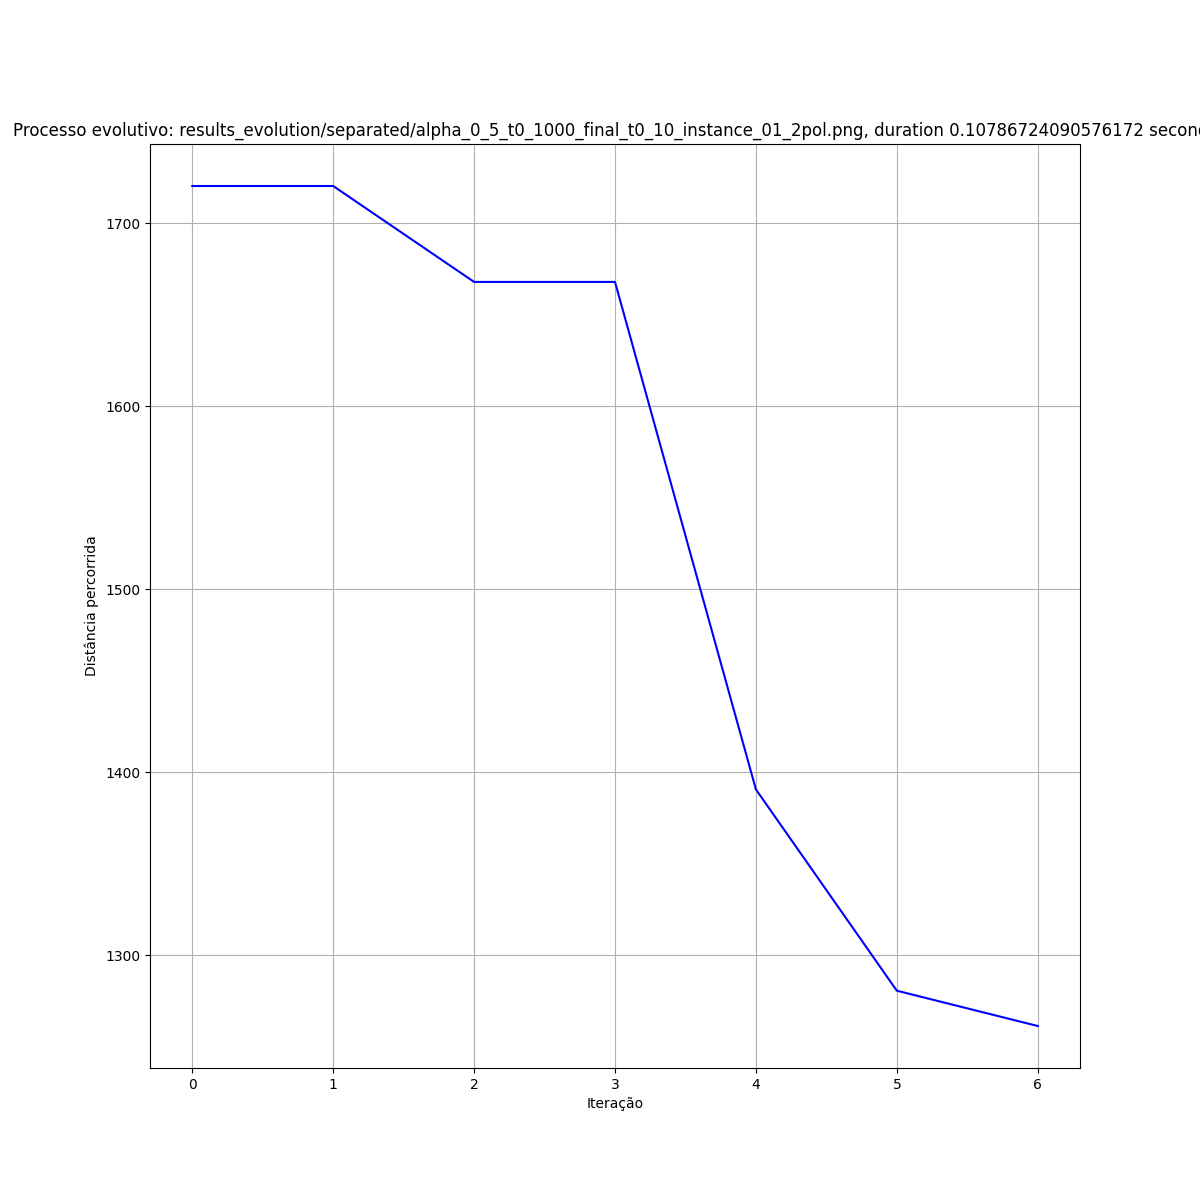 Processo evolutivo: results_evolution/separated/alpha_0_5_t0_1000_final_t0_10_instance_01_2pol.png, duration 0.10786724090576172
1700
1600
1500
1400
1300
Distância percorrida
0 1 2 3 4 5 6
Iteração